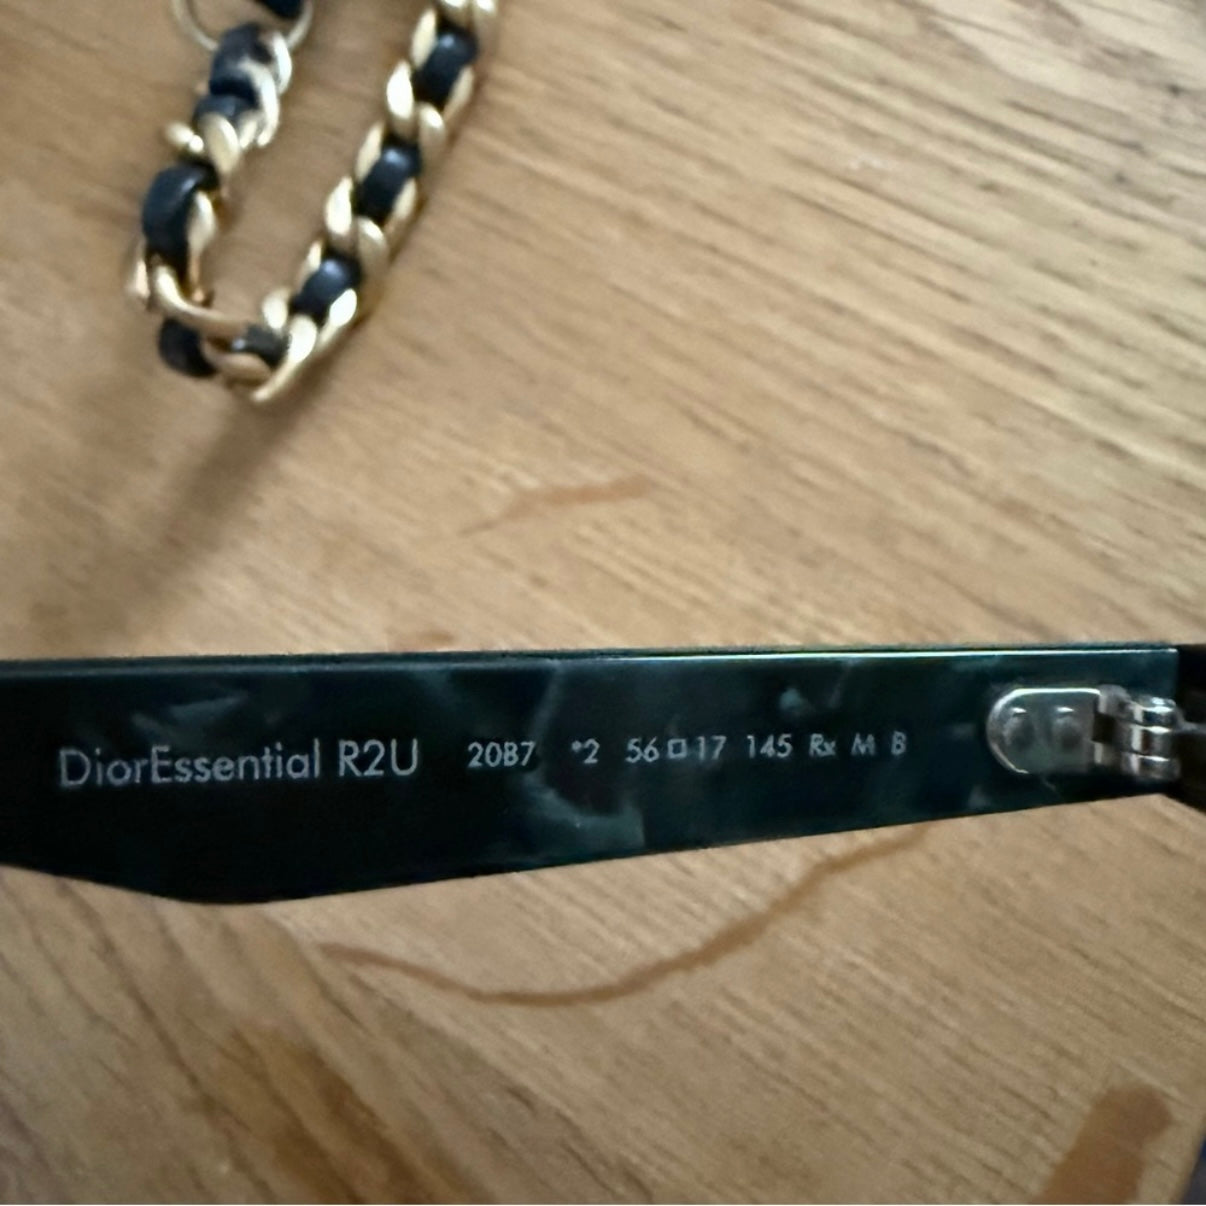 DiorEssential R2U 20B7 *2 56□17 145 Rx M B